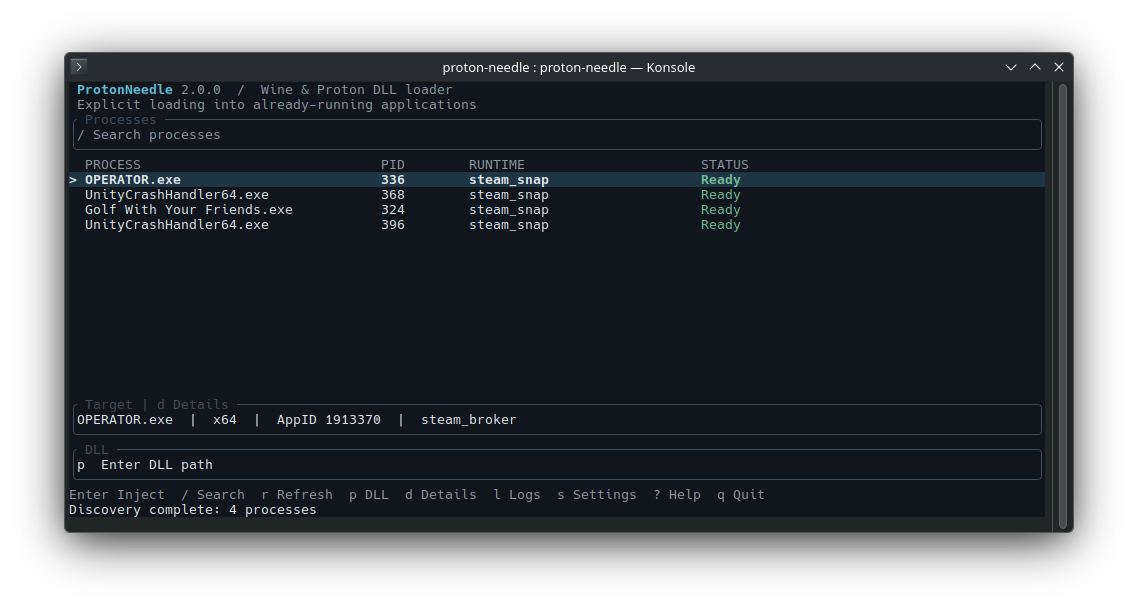 proton-needle : proton-needle — Konsole
ProtonNeedle 2.0.0 / Wine & Proton DLL loader
Explicit loading into already-running applications
Processes
/ Search processes
PROCESS PID RUNTIME STATUS
> OPERATOR.exe 336 steam_snap Ready
UnityCrashHandler64.exe 368 steam_snap Ready
Golf With Your Friends.exe 324 steam_snap Ready
UnityCrashHandler64.exe 396 steam_snap Ready
Target | d Details
OPERATOR.exe | x64 | AppID 1913370 | steam_broker
DLL
p Enter DLL path
Enter Inject / Search r Refresh p DLL d Details l Logs s Settings ? Help q Quit
Discovery complete: 4 processes